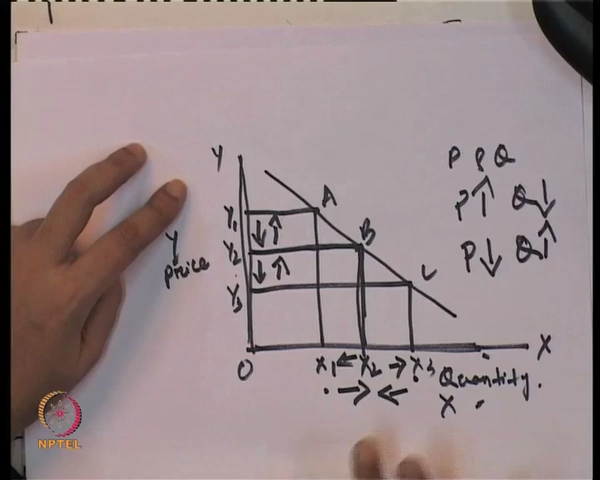 Y
P & Q
P↑ Q↓
P↓ Q↑
A
B
C
Y1 ↓ ↑
Y2
Y3 ↓ ↑
Y
Price
O
X1 ← X2 → X3
X
→ ←
Quantity.
X
NPTEL